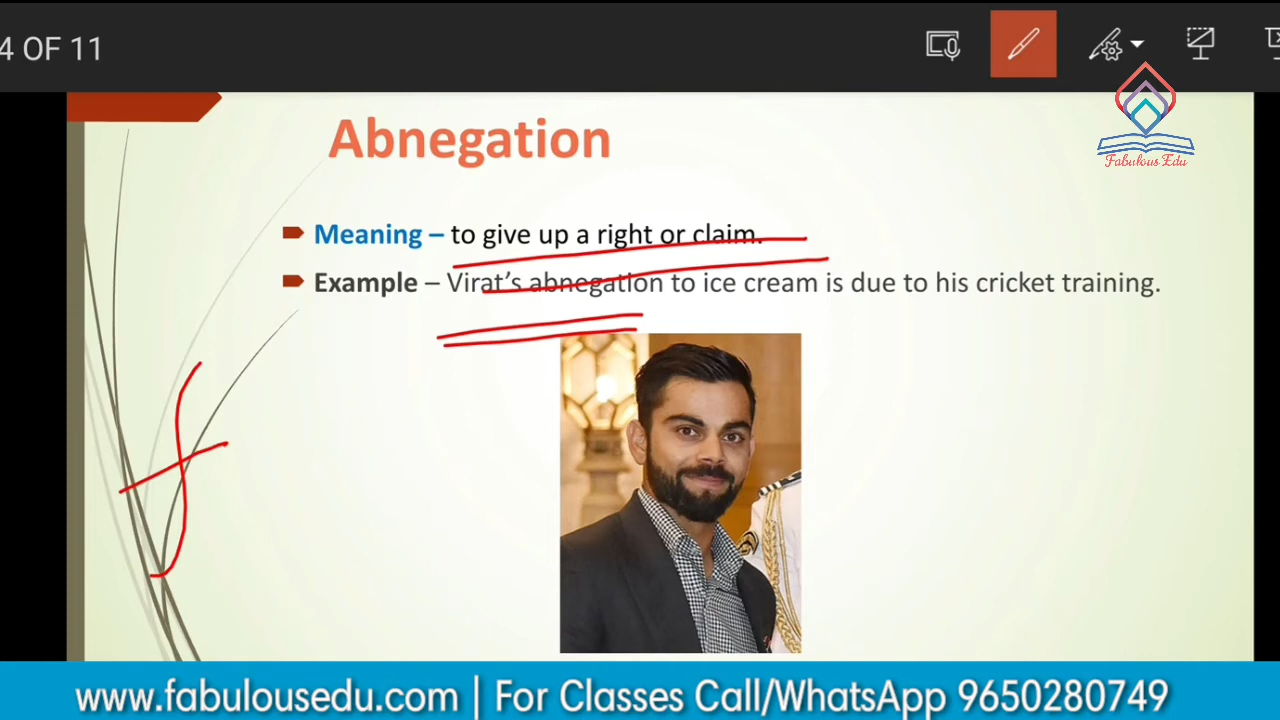 4 OF 11
Fabulous Edu
Abnegation
Meaning – to give up a right or claim.
Example – Virat’s abnegation to ice cream is due to his cricket training.
www.fabulousedu.com | For Classes Call/WhatsApp 9650280749